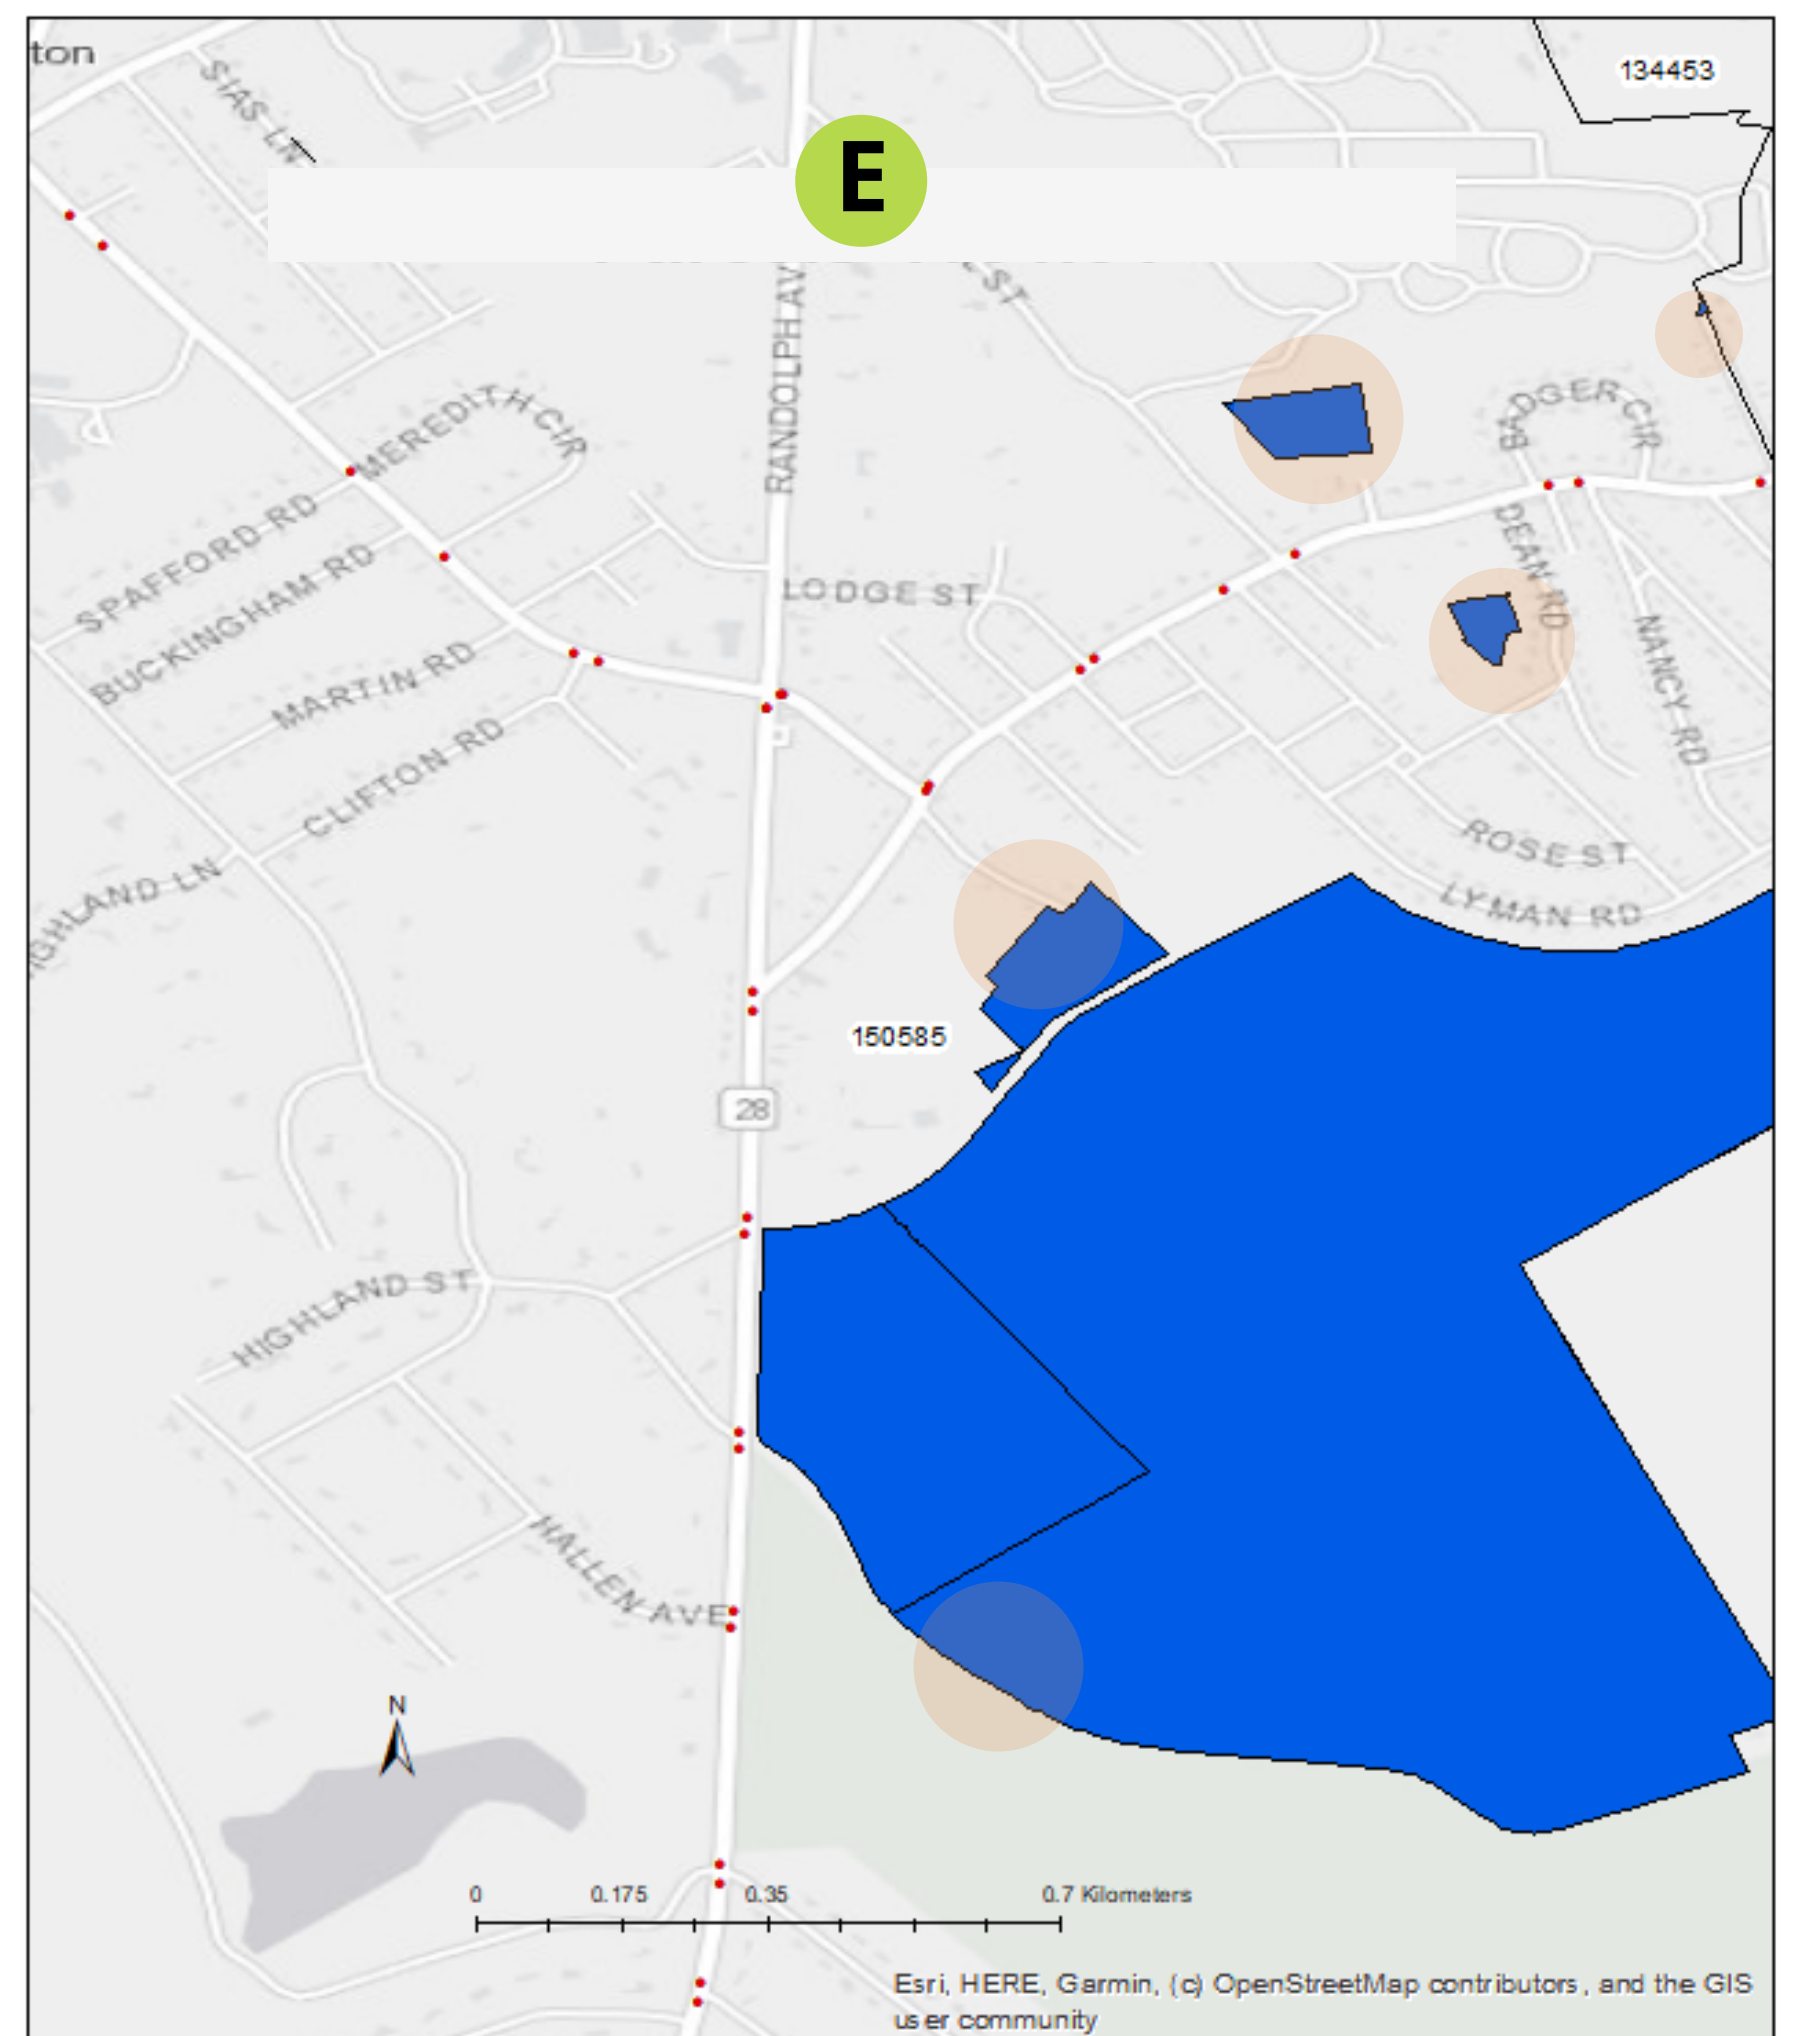 ton
134453
SIAS LN
E
ST
RANDOLPH AV
MEREDITH CIR
BADGER CIR
SPAFFORD RD
BUCKINGHAM RD
DEAN RD
LODGE ST
NANCY RD
MARTIN RD
CLIFTON RD
ROSE ST
LYMAN RD
IGHLAND LN
150585
28
HIGHLAND ST
HALLEN AVE
N
0 0.175 0.35 0.7 Kilometers
Esri, HERE, Garmin, (c) OpenStreetMap contributors, and the GIS
user community